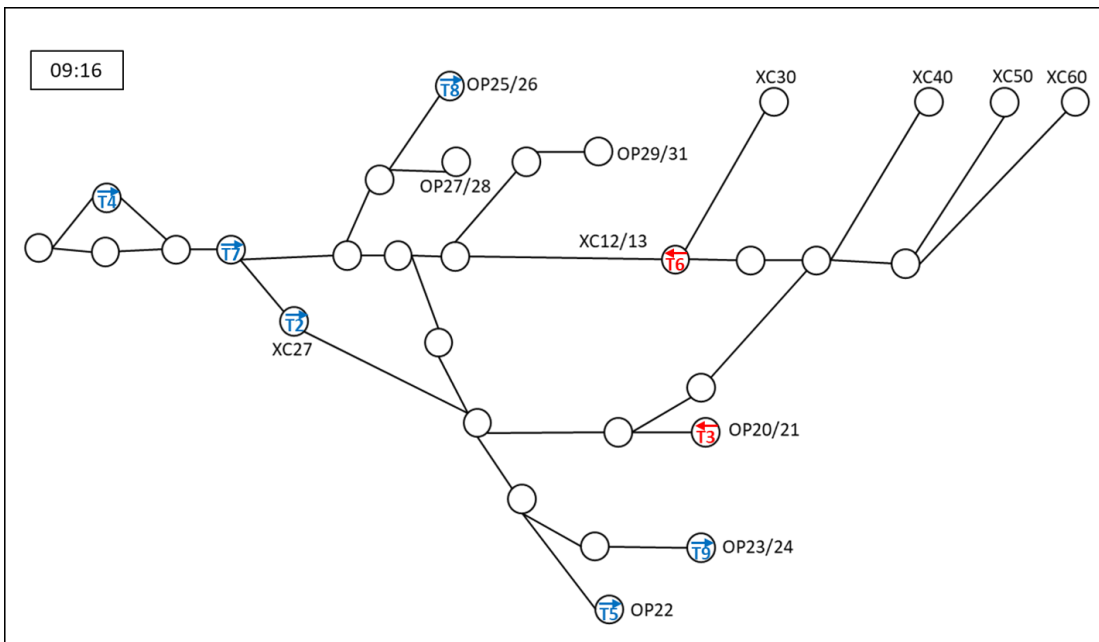 09:16
T8 OP25/26
XC30
XC40
XC50
XC60
OP27/28
OP29/31
T4
T7
XC12/13
T6
T2
XC27
T3 OP20/21
T9 OP23/24
T5 OP22